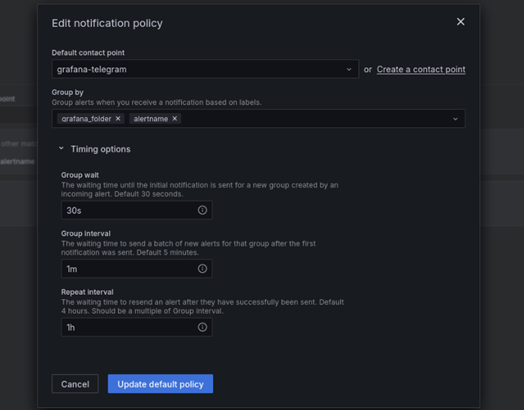 Edit notification policy
Default contact point
grafana-telegram
or Create a contact point
Group by
Group alerts when you receive a notification based on labels.
grafana_folder
alertname
Timing options
Group wait
The waiting time until the initial notification is sent for a new group created by an
incoming alert. Default 30 seconds.
30s
Group interval
The waiting time to send a batch of new alerts for that group after the first
notification was sent. Default 5 minutes.
1m
Repeat interval
The waiting time to resend an alert after they have successfully been sent. Default
4 hours. Should be a multiple of Group interval.
1h
Cancel
Update default policy
other
alertname